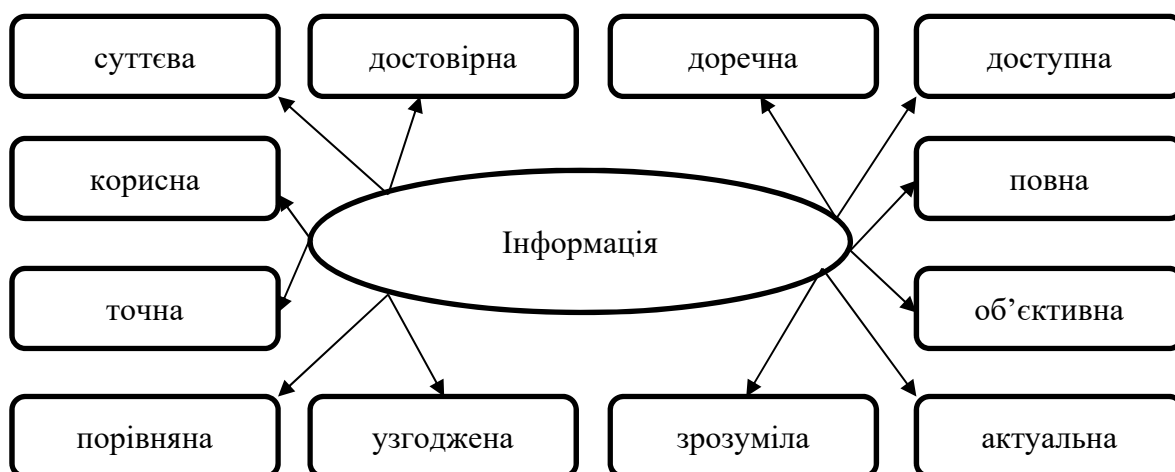 суттєва
достовірна
доречна
доступна
корисна
повна
Інформація
точна
об’єктивна
порівняна
узгоджена
зрозуміла
актуальна